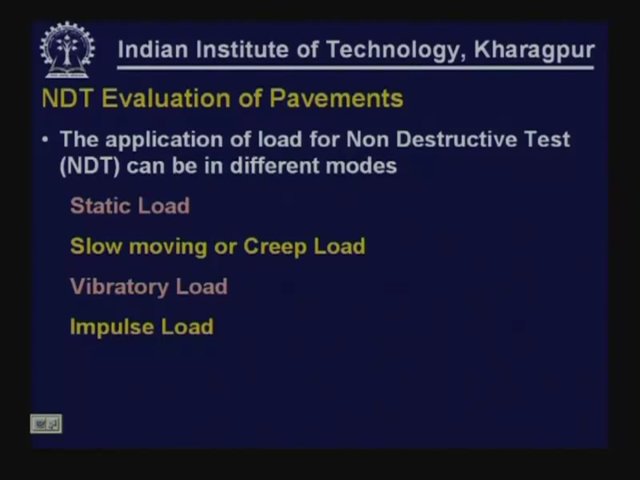 Indian Institute of Technology, Kharagpur
NDT Evaluation of Pavements
• The application of load for Non Destructive Test
(NDT) can be in different modes
Static Load
Slow moving or Creep Load
Vibratory Load
Impulse Load